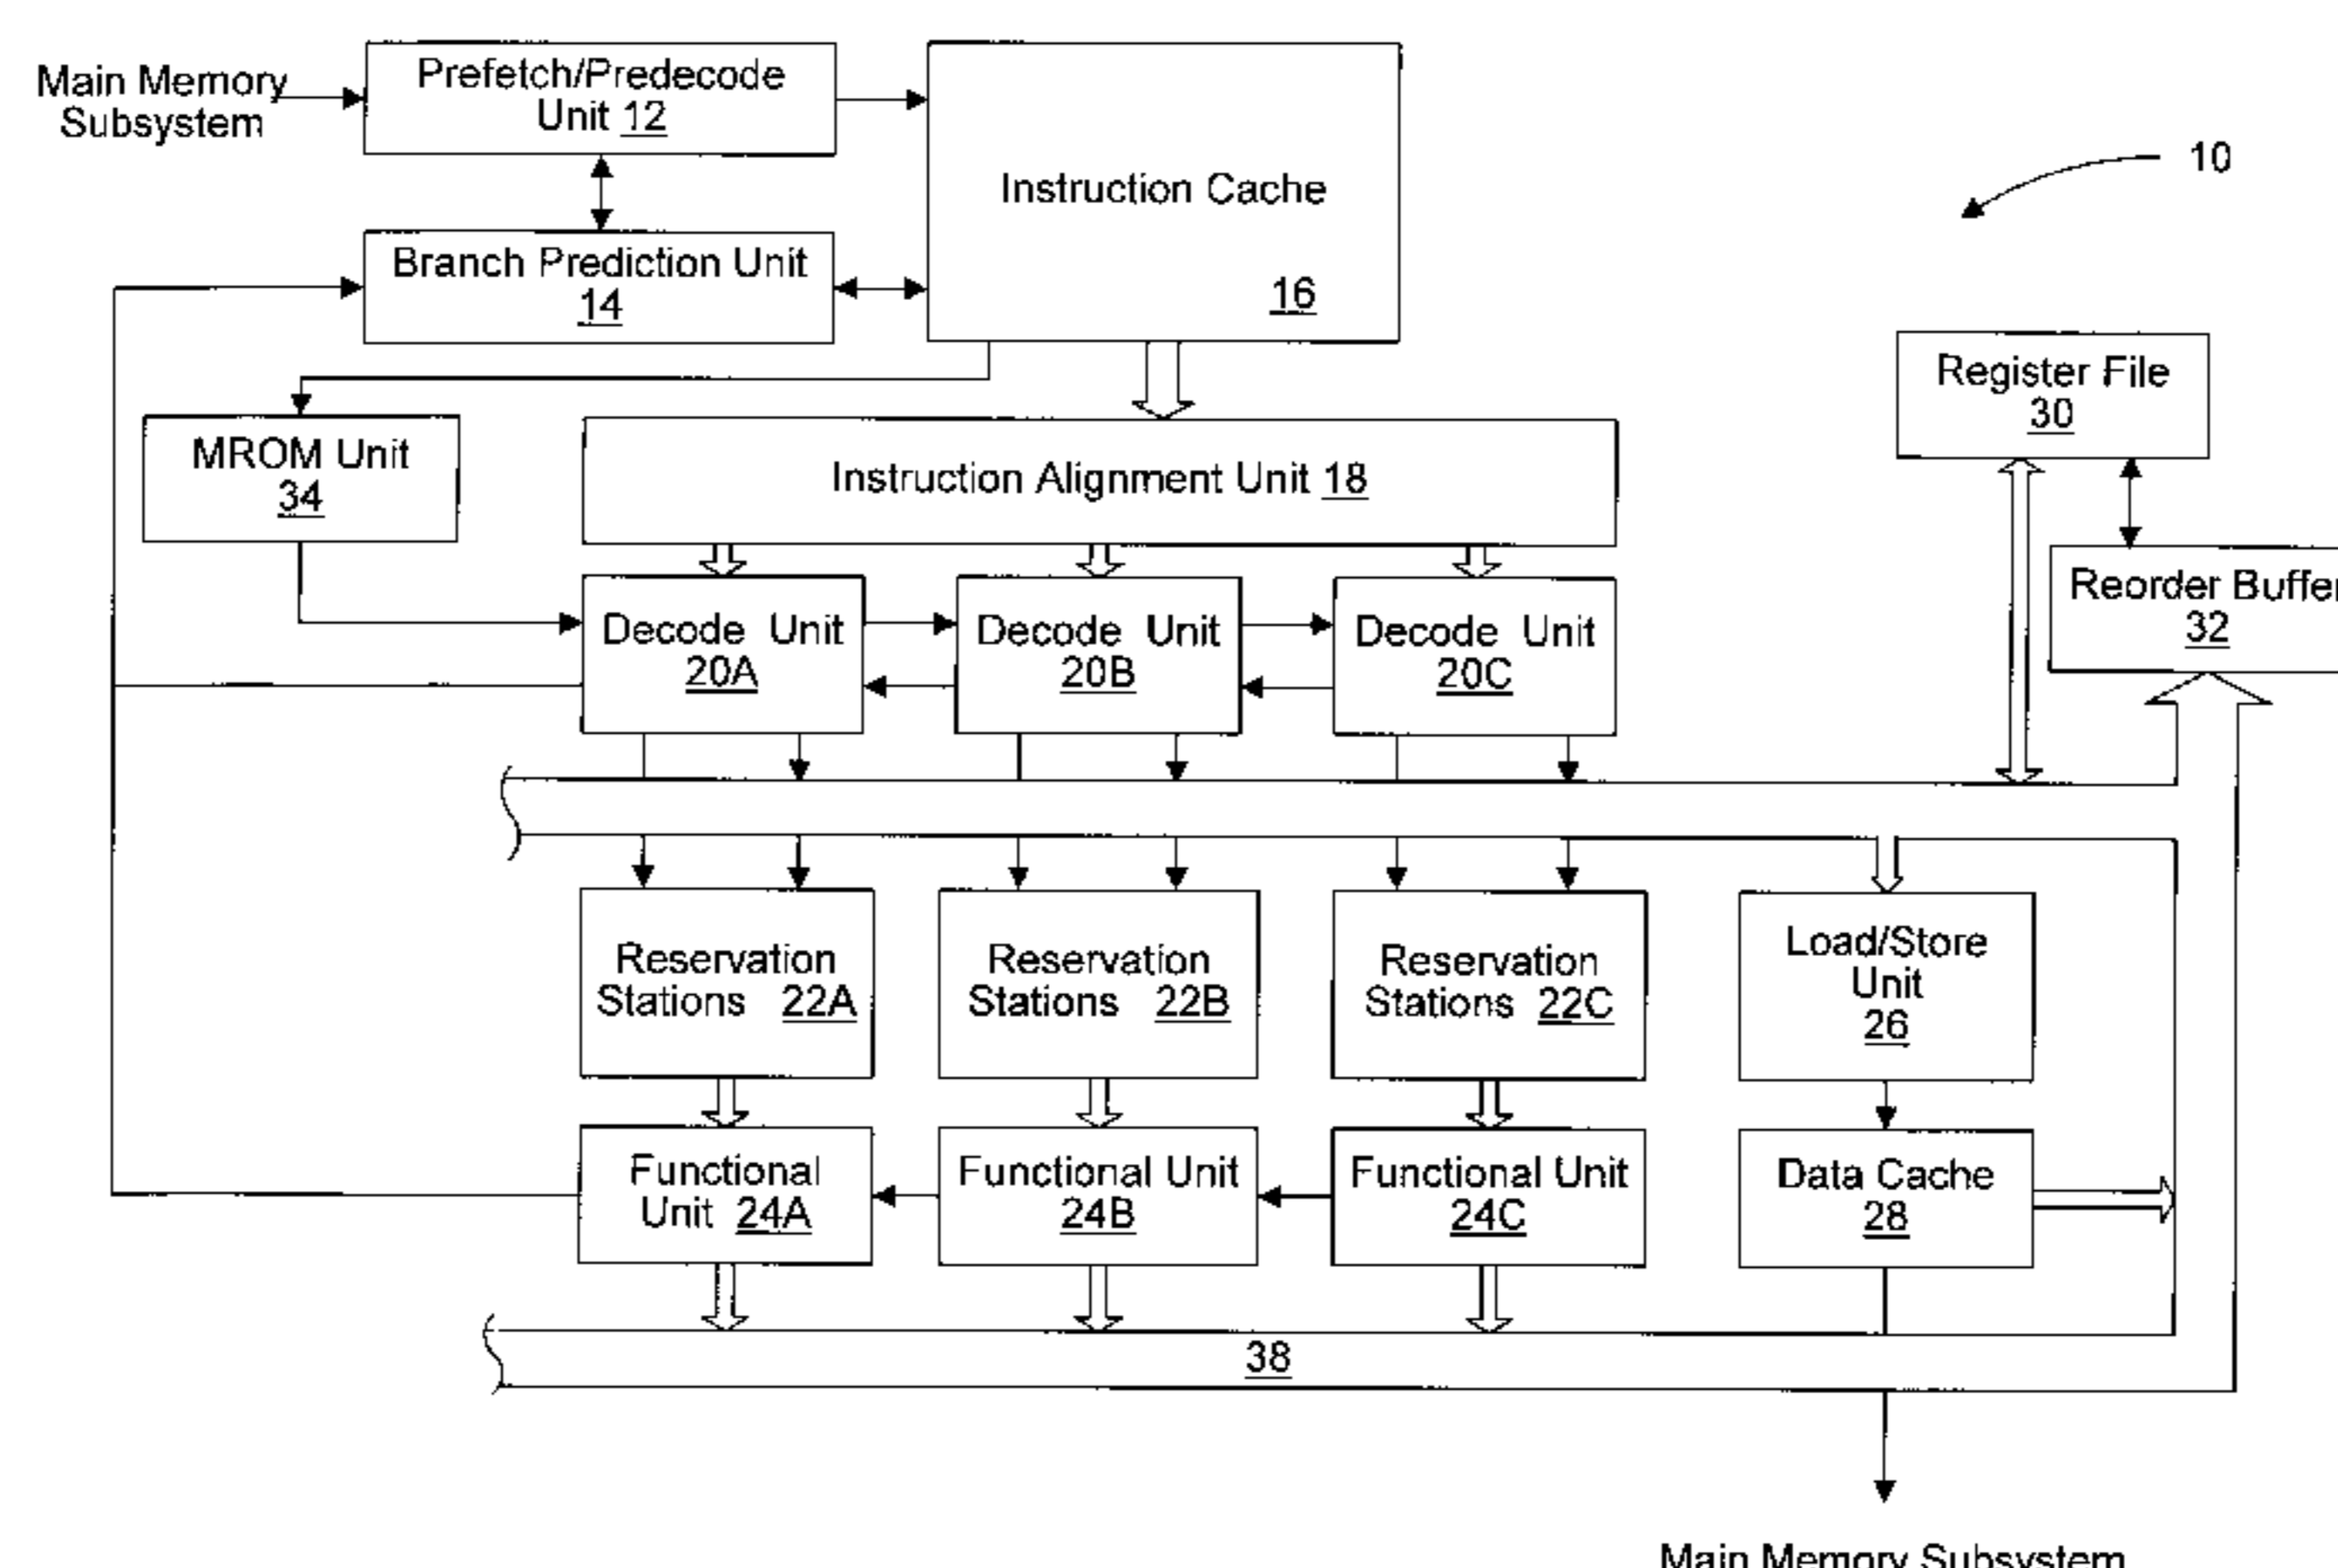 Main Memory
Subsystem
Prefetch/Predecode
Unit 12
Instruction Cache
16
10
Branch Prediction Unit
14
Register File
30
MROM Unit
34
Instruction Alignment Unit 18
Reorder Buffer
32
Decode Unit
20A
Decode Unit
20B
Decode Unit
20C
Reservation
Stations 22A
Reservation
Stations 22B
Reservation
Stations 22C
Load/Store
Unit
26
Functional
Unit 24A
Functional Unit
24B
Functional Unit
24C
Data Cache
28
38
Main Memory Subsystem